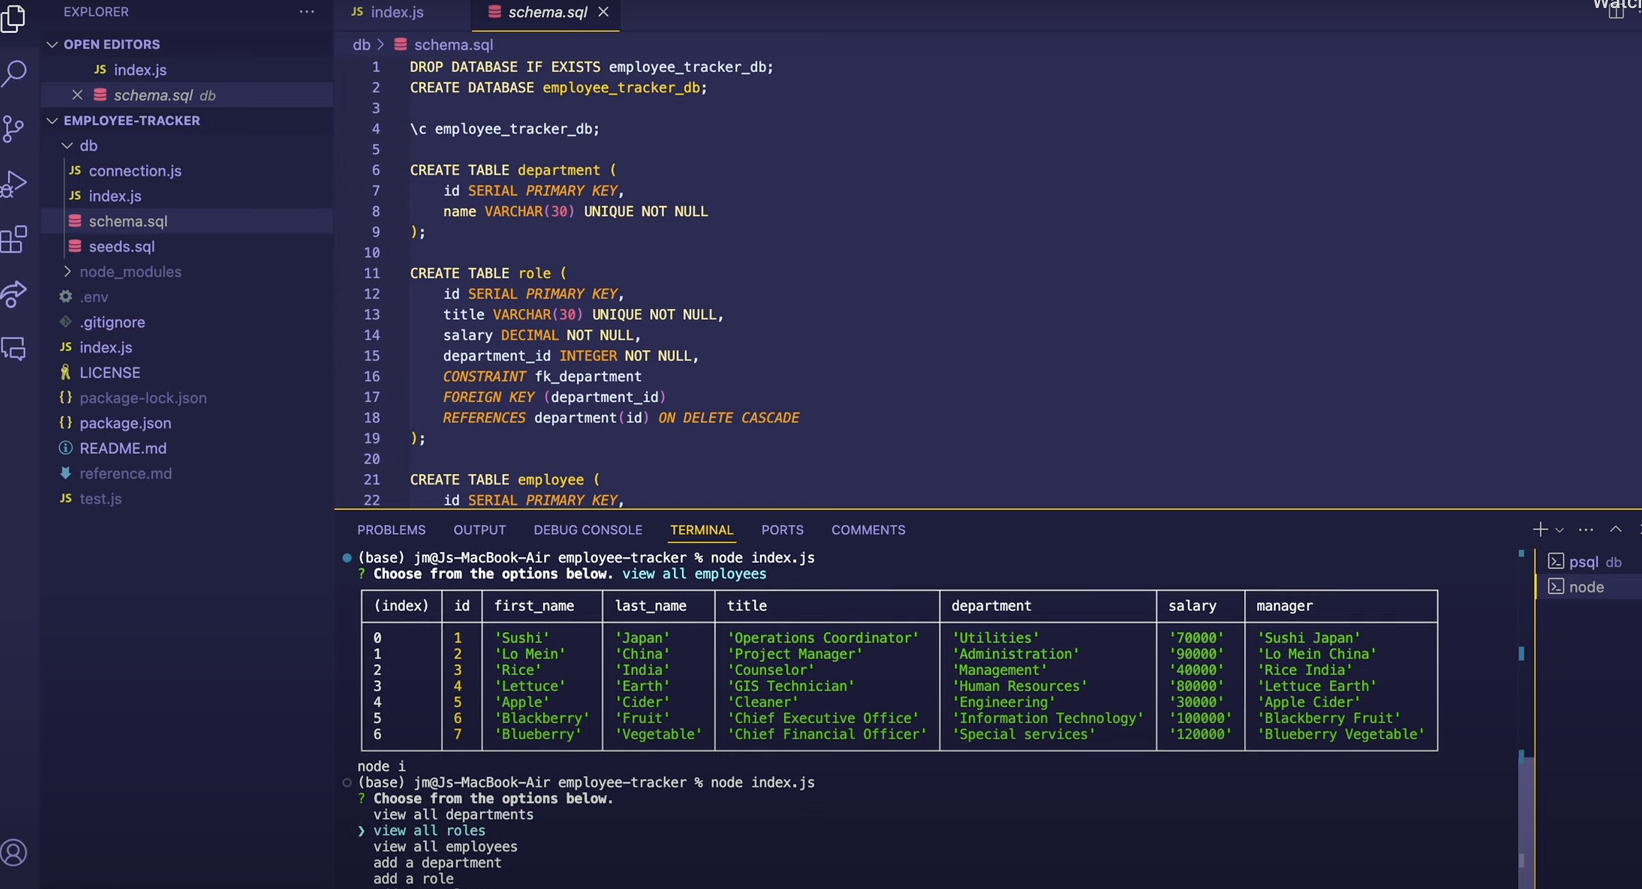 Watch
EXPLORER
OPEN EDITORS
JS index.js
schema.sql db
EMPLOYEE-TRACKER
db
JS connection.js
JS index.js
schema.sql
seeds.sql
node_modules
.env
.gitignore
JS index.js
LICENSE
{} package-lock.json
{} package.json
README.md
reference.md
JS test.js
JS index.js
schema.sql
db > schema.sql
1 DROP DATABASE IF EXISTS employee_tracker_db;
2 CREATE DATABASE employee_tracker_db;
3
4 \c employee_tracker_db;
5
6 CREATE TABLE department (
7 id SERIAL PRIMARY KEY,
8 name VARCHAR(30) UNIQUE NOT NULL
9 );
10
11 CREATE TABLE role (
12 id SERIAL PRIMARY KEY,
13 title VARCHAR(30) UNIQUE NOT NULL,
14 salary DECIMAL NOT NULL,
15 department_id INTEGER NOT NULL,
16 CONSTRAINT fk_department
17 FOREIGN KEY (department_id)
18 REFERENCES department(id) ON DELETE CASCADE
19 );
20
21 CREATE TABLE employee (
22 id SERIAL PRIMARY KEY,
PROBLEMS OUTPUT DEBUG CONSOLE TERMINAL PORTS COMMENTS
(base) jm@Js-MacBook-Air employee-tracker % node index.js
? Choose from the options below. view all employees
(index) id first_name last_name title department salary manager
0 1 'Sushi' 'Japan' 'Operations Coordinator' 'Utilities' '70000' 'Sushi Japan'
1 2 'Lo Mein' 'China' 'Project Manager' 'Administration' '90000' 'Lo Mein China'
2 3 'Rice' 'India' 'Counselor' 'Management' '40000' 'Rice India'
3 4 'Lettuce' 'Earth' 'GIS Technician' 'Human Resources' '80000' 'Lettuce Earth'
4 5 'Apple' 'Cider' 'Cleaner' 'Engineering' '30000' 'Apple Cider'
5 6 'Blackberry' 'Fruit' 'Chief Executive Office' 'Information Technology' '100000' 'Blackberry Fruit'
6 7 'Blueberry' 'Vegetable' 'Chief Financial Officer' 'Special services' '120000' 'Blueberry Vegetable'
node i
(base) jm@Js-MacBook-Air employee-tracker % node index.js
? Choose from the options below.
view all departments
❯ view all roles
view all employees
add a department
add a role
psql db
node